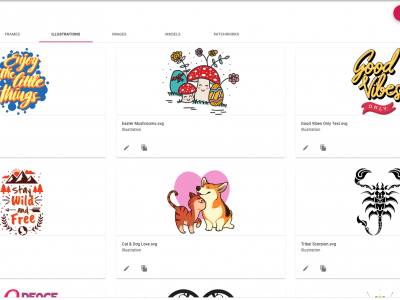 FRAMES
ILLUSTRATIONS
IMAGES
MODELS
PATCHWORKS
Enjoy
the little
things
Good
Vibes
ONLY
Easter Mushrooms.svg
Illustration
Good Vibes Only Text.svg
Illustration
Stay
Wild
and
Free
Cat & Dog Love.svg
Illustration
Tribal Scorpion.svg
Illustration
PEACE